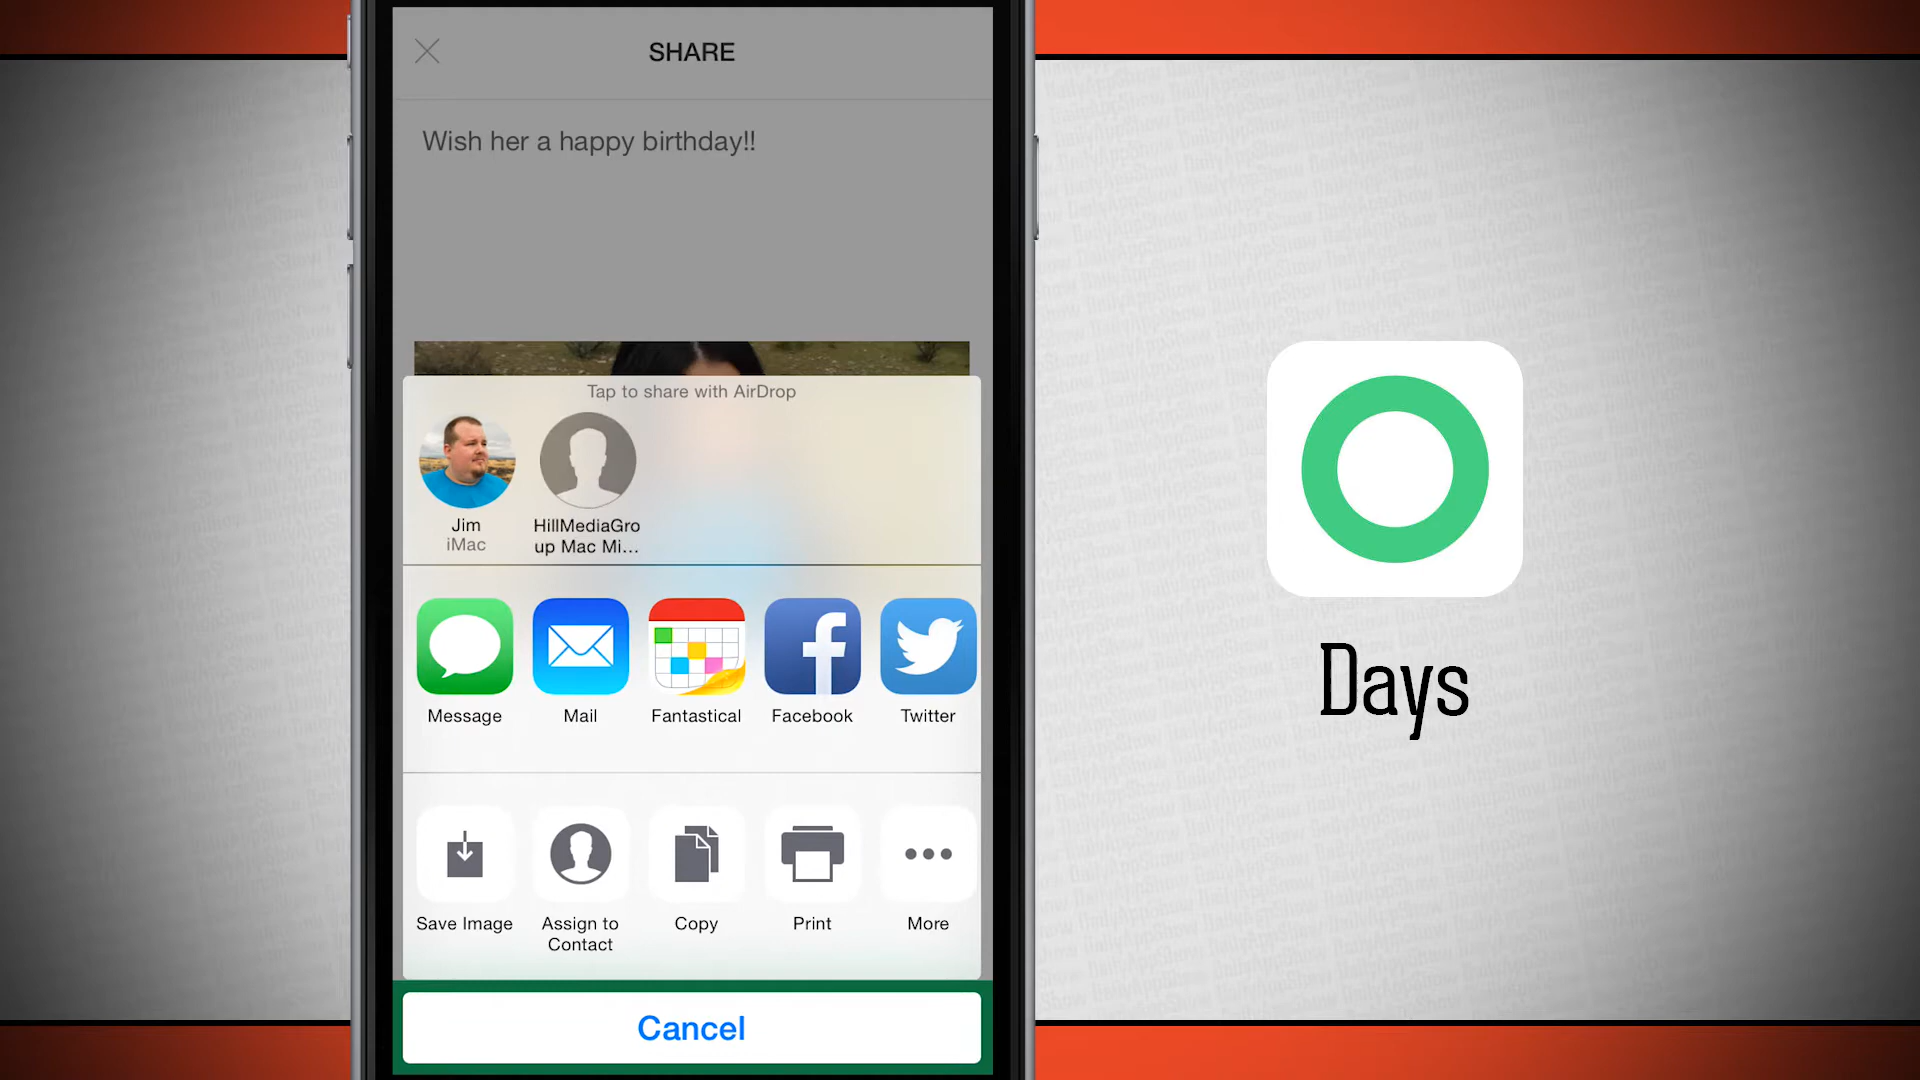 SHARE
Wish her a happy birthday!!
Tap to share with AirDrop
Jim
iMac
HillMediaGro
up Mac Mi...
Message
Mail
Fantastical
Facebook
Twitter
Save Image
Assign to
Contact
Copy
Print
More
Cancel
Days